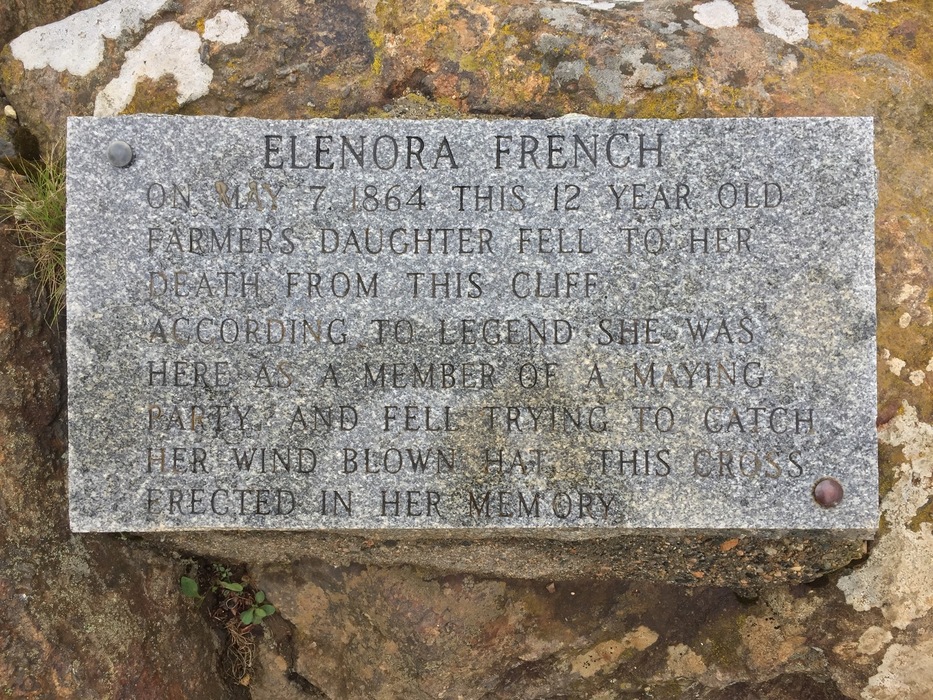 ELENORA FRENCH
ON MAY 7, 1864 THIS 12 YEAR OLD
FARMERS DAUGHTER FELL TO HER
DEATH FROM THIS CLIFF.
ACCORDING TO LEGEND SHE WAS
HERE AS A MEMBER OF A MAYING
PARTY, AND FELL TRYING TO CATCH
HER WIND BLOWN HAT. THIS CROSS
ERECTED IN HER MEMORY.